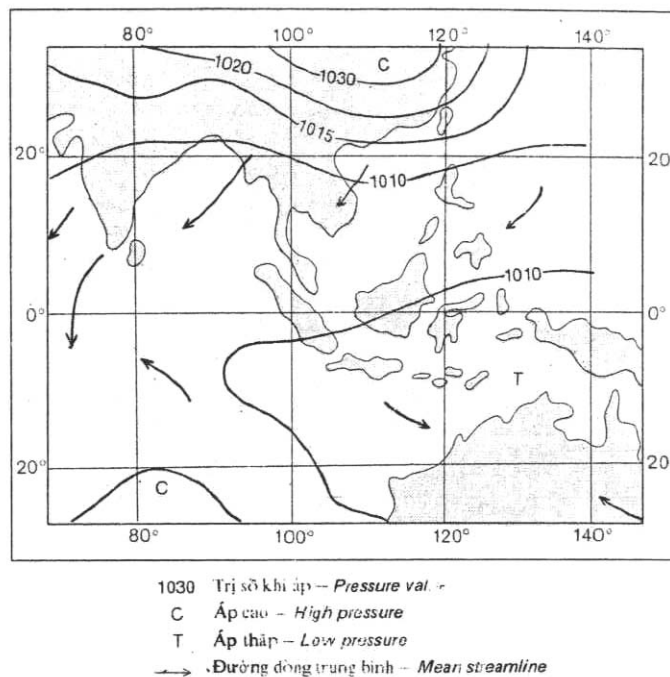 80° 100° 120° 140°
C
1020
1030
1015
20° 20°
1010
1010
0° 0°
T
20° 20
C
80° 100° 120° 140°
1030 Trị số khí áp – Pressure
C Áp cao – High pressure
T Áp thấp – Low pressure
Đường dòng trung bình – Mean streamline